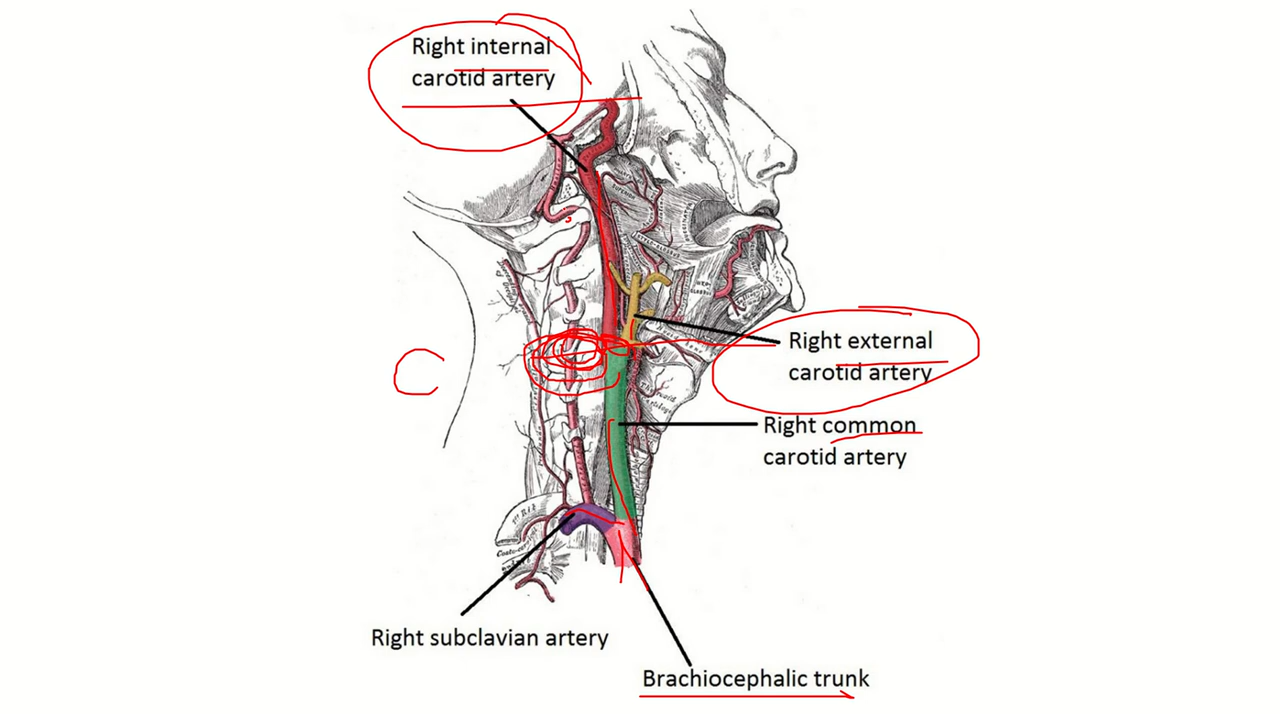 Right internal
carotid artery
Right external
carotid artery
Right common
carotid artery
Right subclavian artery
Brachiocephalic trunk